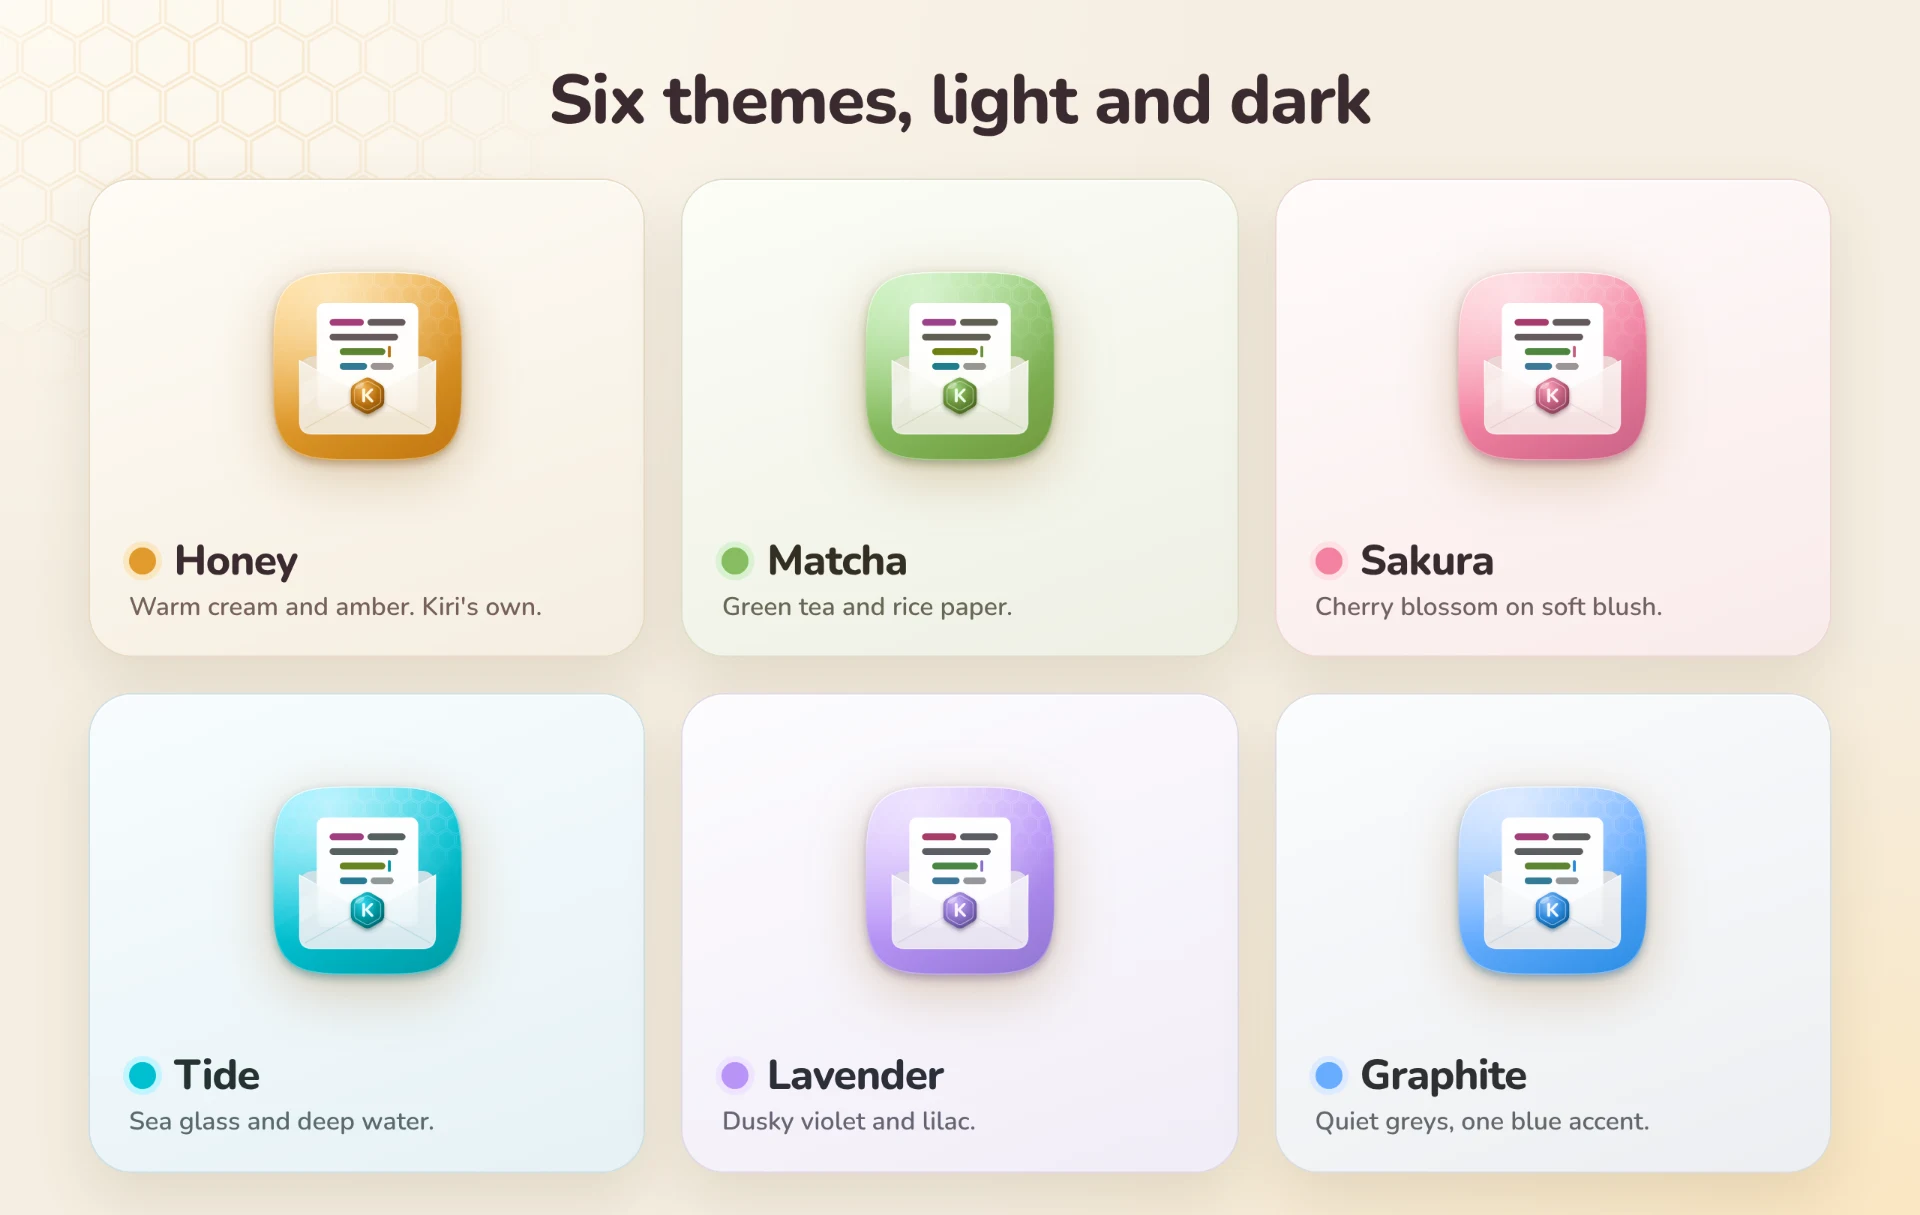 Six themes, light and dark
K
Honey
Warm cream and amber. Kiri's own.
K
Matcha
Green tea and rice paper.
K
Sakura
Cherry blossom on soft blush.
K
Tide
Sea glass and deep water.
K
Lavender
Dusky violet and lilac.
K
Graphite
Quiet greys, one blue accent.